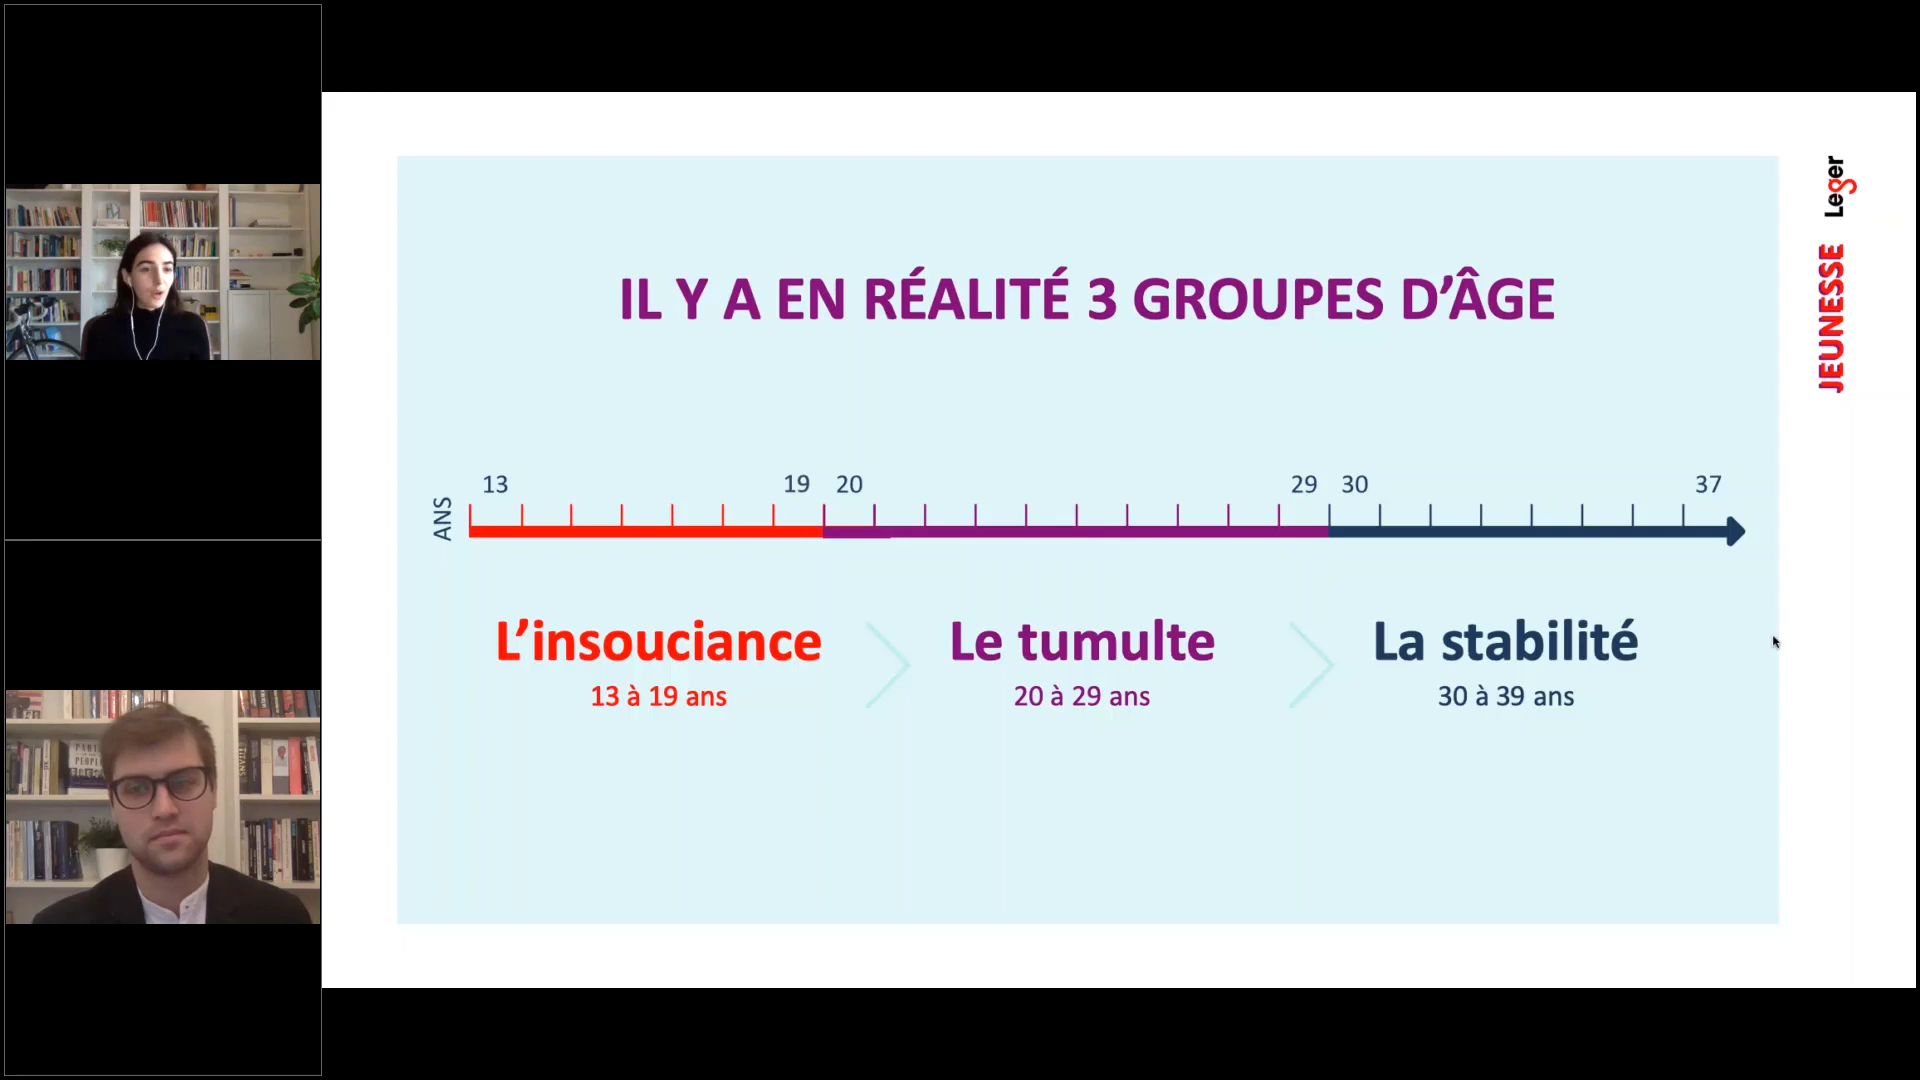 IL Y A EN RÉALITÉ 3 GROUPES D’ÂGE
Leger
JEUNESSE
ANS
13 19 20 29 30 37
L’insouciance
13 à 19 ans
Le tumulte
20 à 29 ans
La stabilité
30 à 39 ans